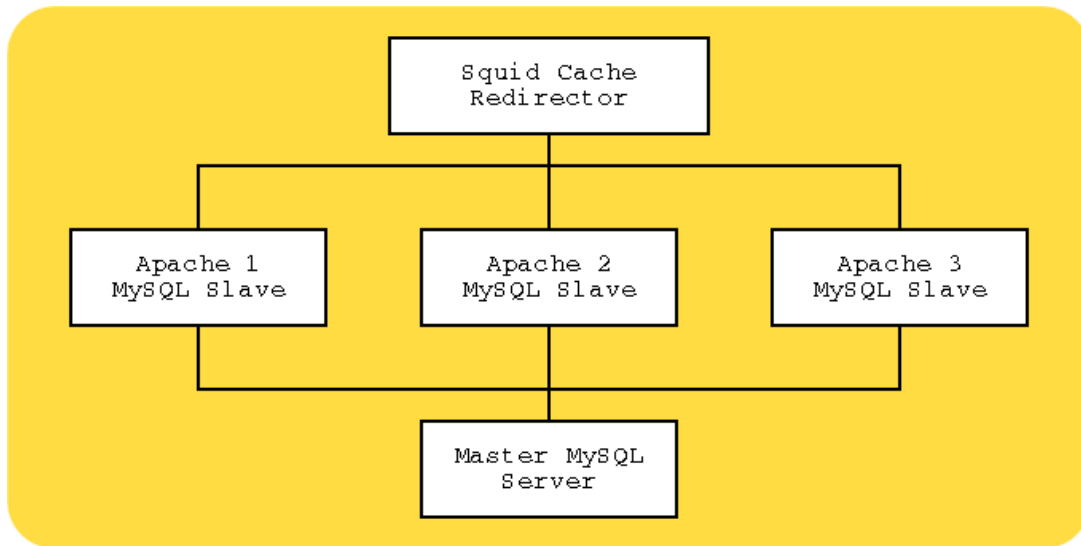 Squid Cache
Redirector
Apache 1
MySQL Slave
Apache 2
MySQL Slave
Apache 3
MySQL Slave
Master MySQL
Server